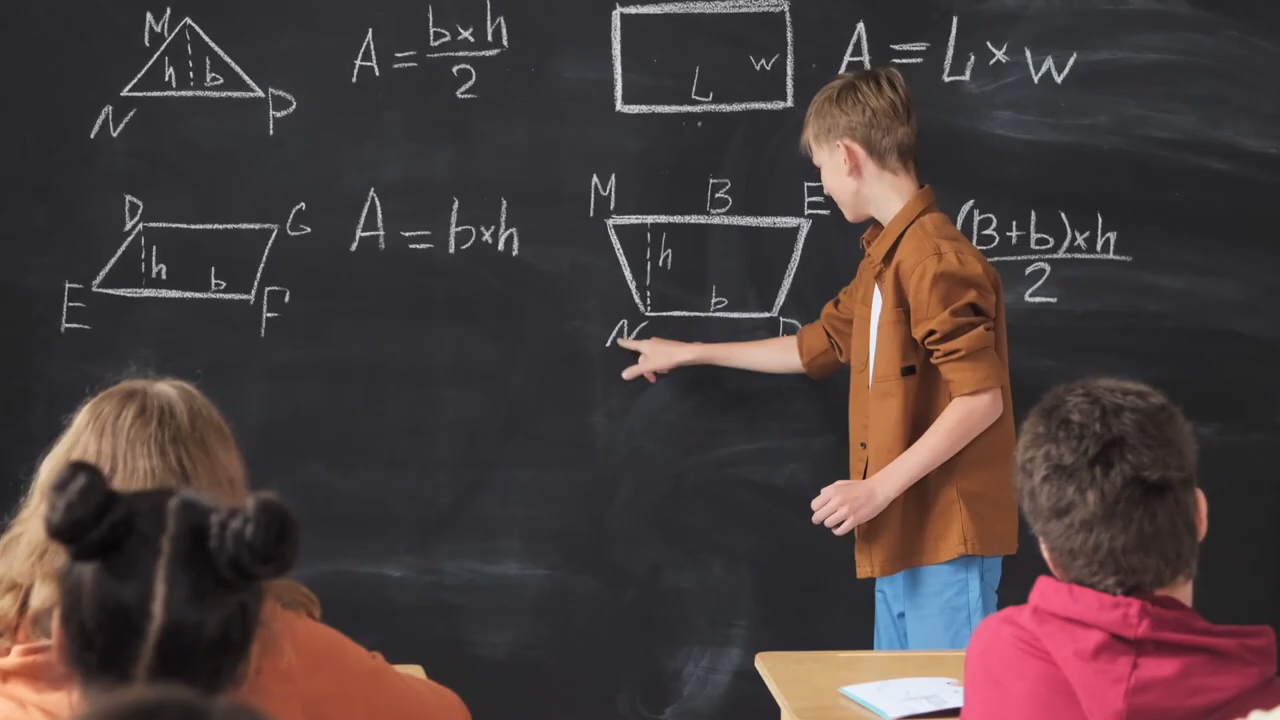 M
h b
N P
A = b×h/2
L W
A = L×W
D G
h b
E F
A = b×h
M B E
h
b
N
(B+b)×h/2